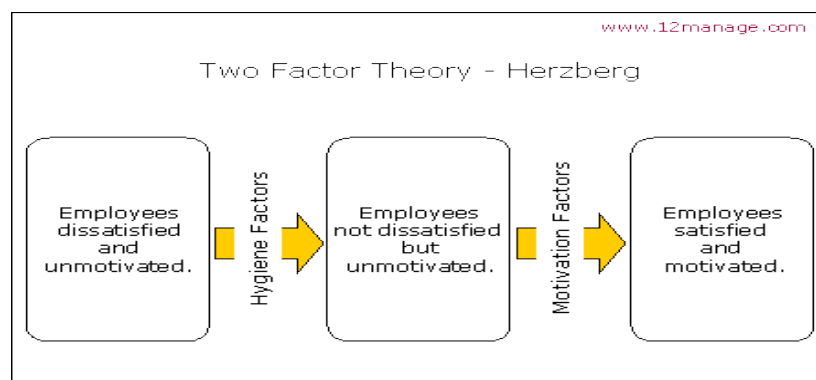 www.12manage.com
Two Factor Theory - Herzberg
Employees
dissatisfied
and
unmotivated.
Hygiene Factors
Employees
not dissatisfied
but
unmotivated.
Motivation Factors
Employees
satisfied
and
motivated.